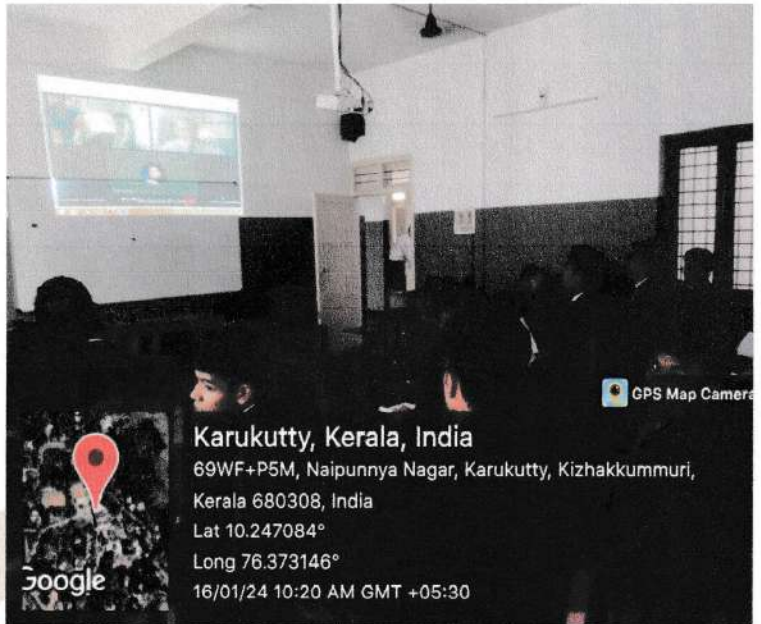 GPS Map Camera
Karukutty, Kerala, India
69WF+P5M, Naipunnya Nagar, Karukutty, Kizhakkummuri,
Kerala 680308, India
Lat 10.247084°
Long 76.373146°
16/01/24 10:20 AM GMT +05:30
Google